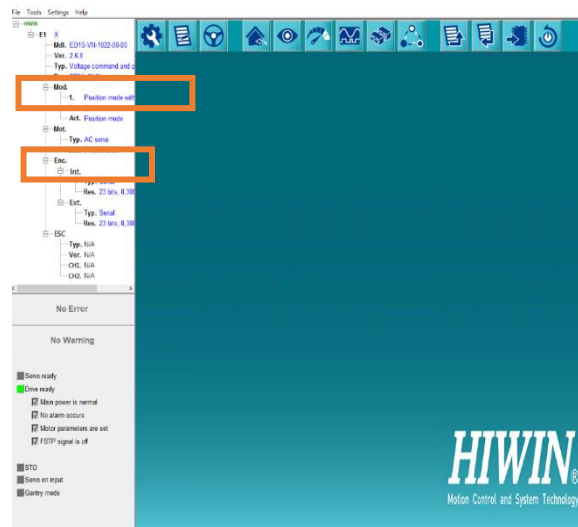 File Tools Settings Help
HIWIN
E1 X
Mdl. ED1S-VN-1022-00-00
Ver. 2.6.8
Typ. Voltage command and p
Mod.
1. Position mode with
Act. Position mode
Mot.
Typ. AC servo
Enc.
Int.
Typ. Serial
Res. 23 bits, 8,388
Ext.
Typ. Serial
Res. 23 bits, 8,388
ESC
Typ. N/A
Ver. N/A
CH1. N/A
CH2. N/A
No Error
No Warning
Servo ready
Drive ready
Main power is normal
No alarm occurs
Motor parameters are set
FSTP signal is off
STO
Servo on input
Gantry mode
HIWIN®
Motion Control and System Technology